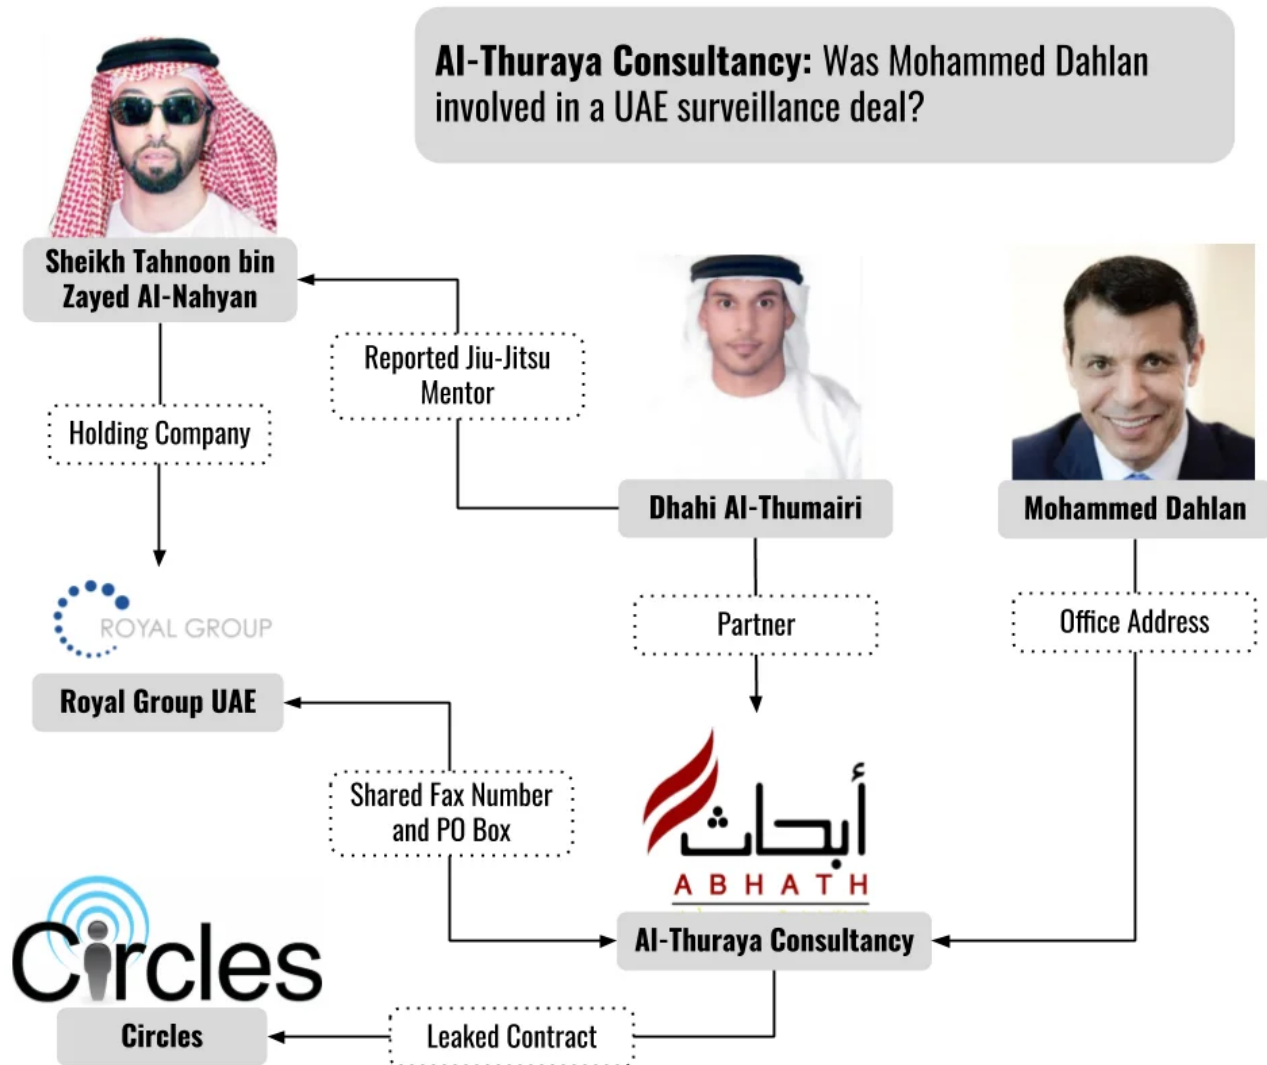 Al-Thuraya Consultancy: Was Mohammed Dahlan
involved in a UAE surveillance deal?
Sheikh Tahnoon bin
Zayed Al-Nahyan
Reported Jiu-Jitsu
Mentor
Holding Company
Dhahi Al-Thumairi
Mohammed Dahlan
Partner
Office Address
ROYAL GROUP
Royal Group UAE
Shared Fax Number
and PO Box
أبحاث
ABHATH
Al-Thuraya Consultancy
Circles
Circles
Leaked Contract